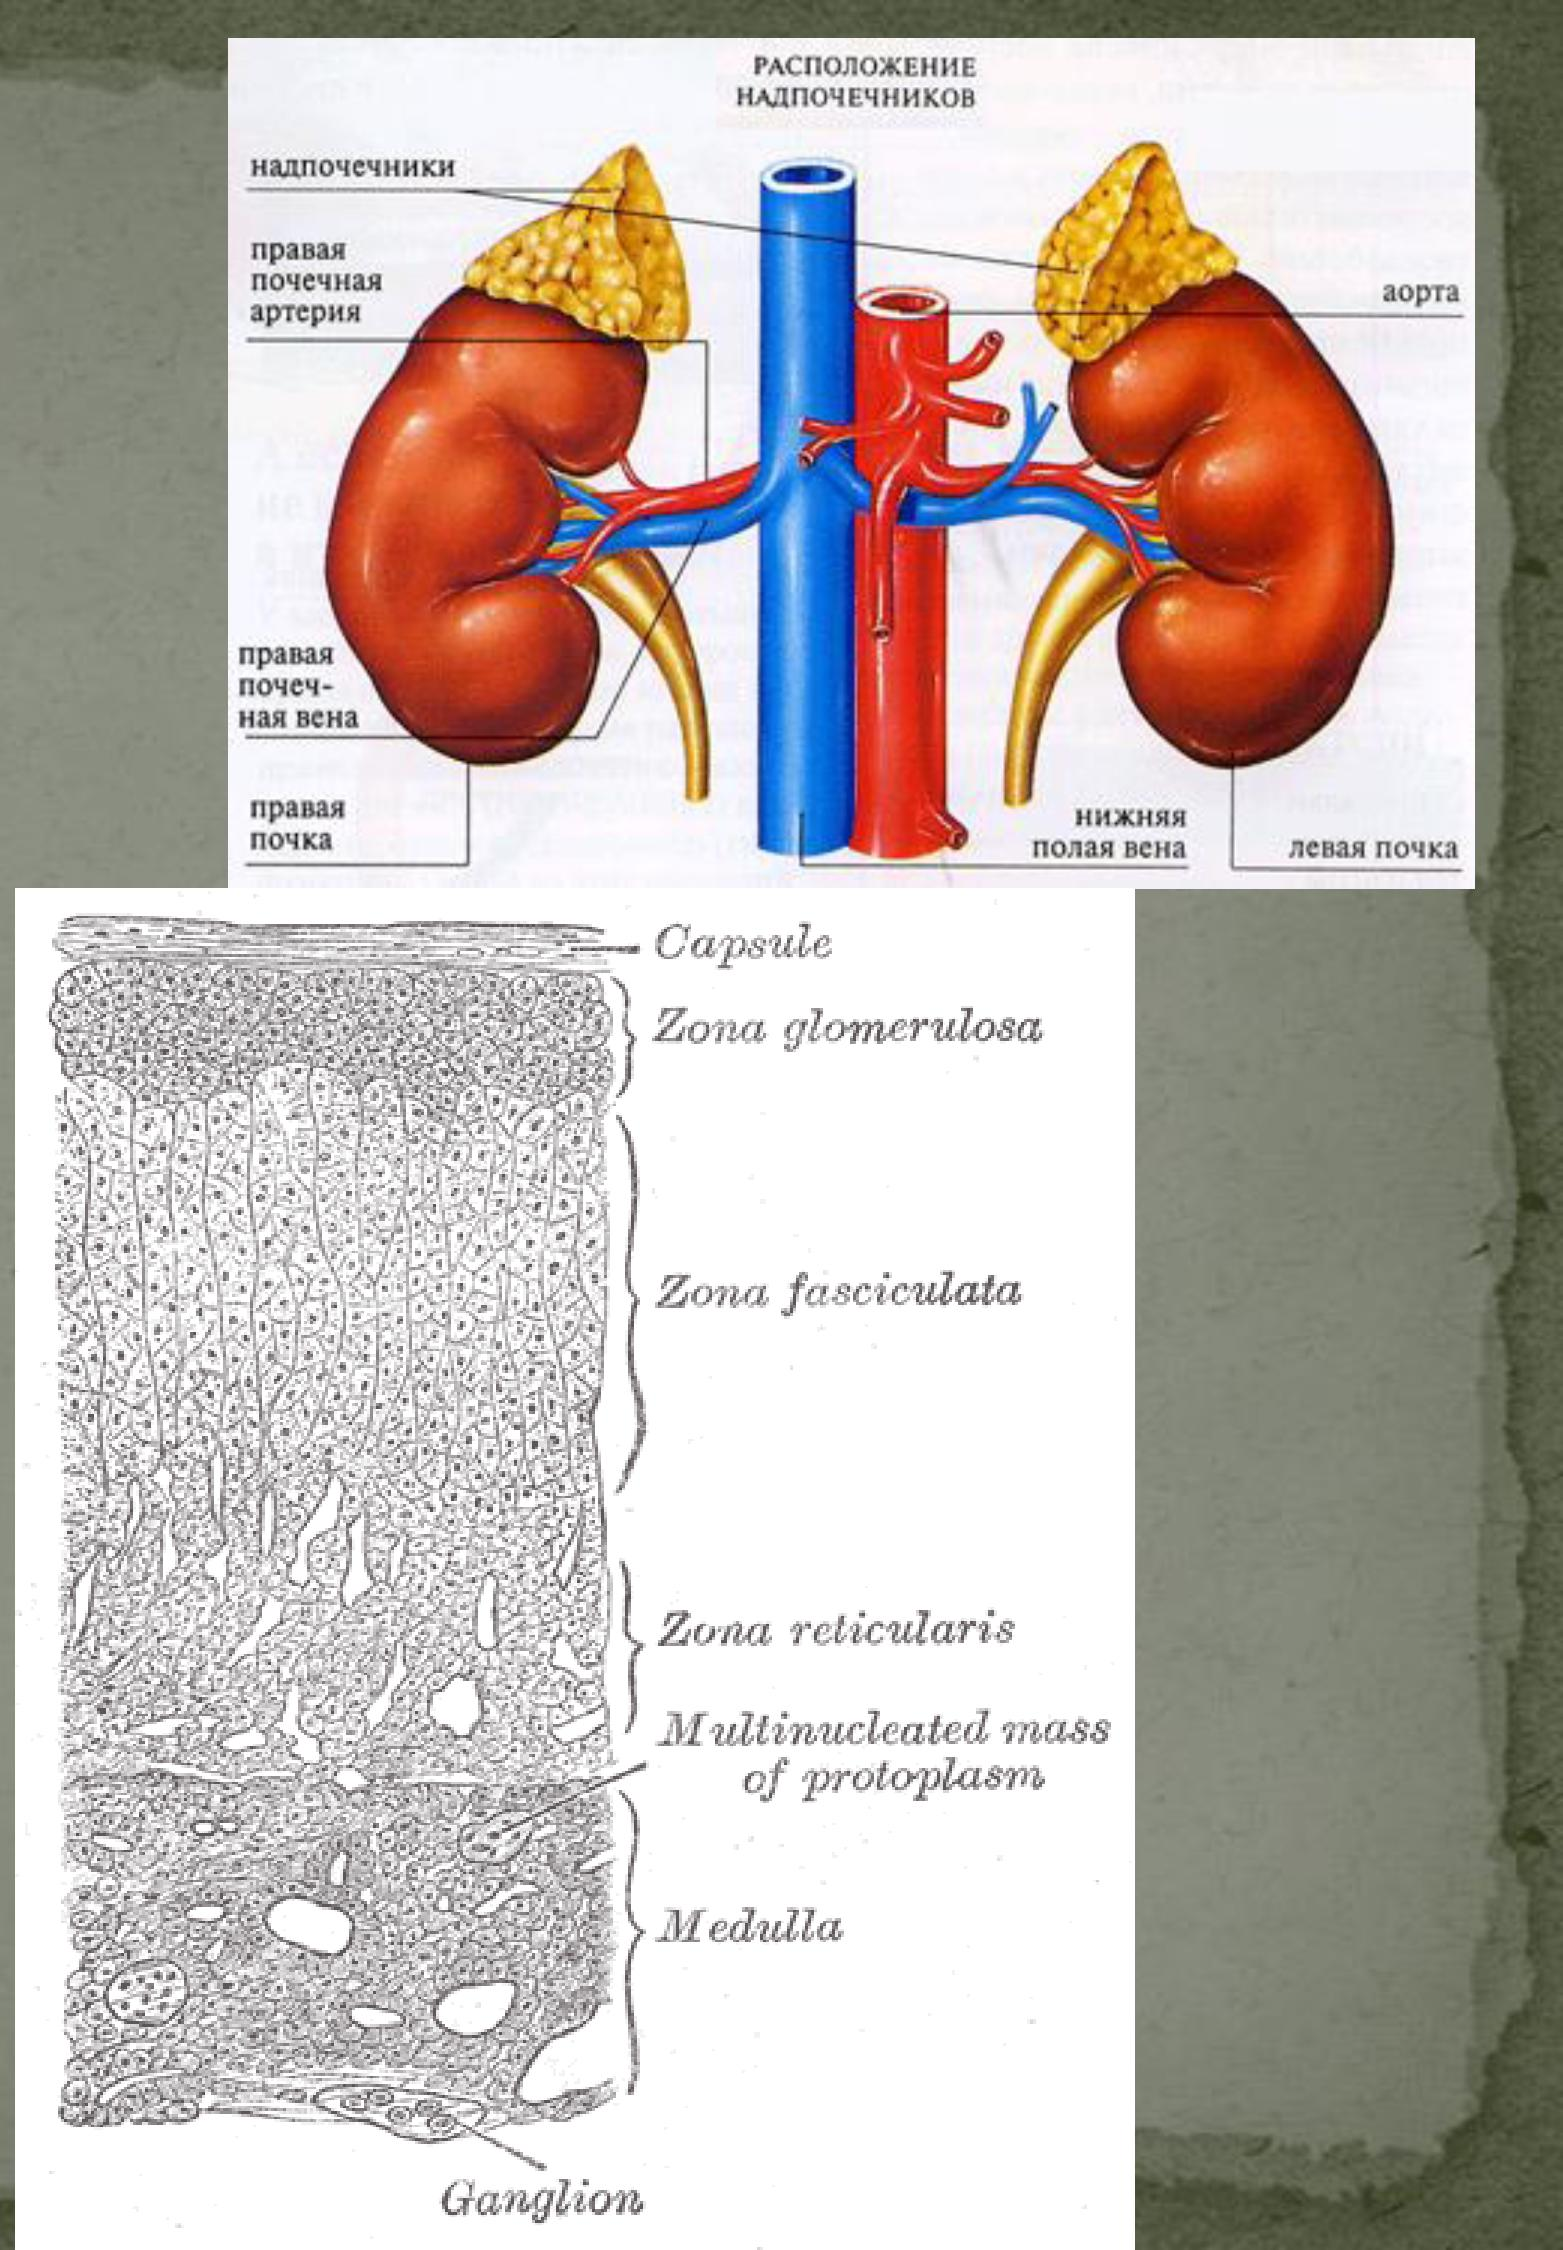 РАСПОЛОЖЕНИЕ
НАДПОЧЕЧНИКОВ
надпочечники
правая
почечная
артерия
аорта
правая
почеч-
ная вена
правая
почка
нижняя
полая вена
левая почка
Capsule
Zona glomerulosa
Zona fasciculata
Zona reticularis
Multinucleated mass
of protoplasm
Medulla
Ganglion